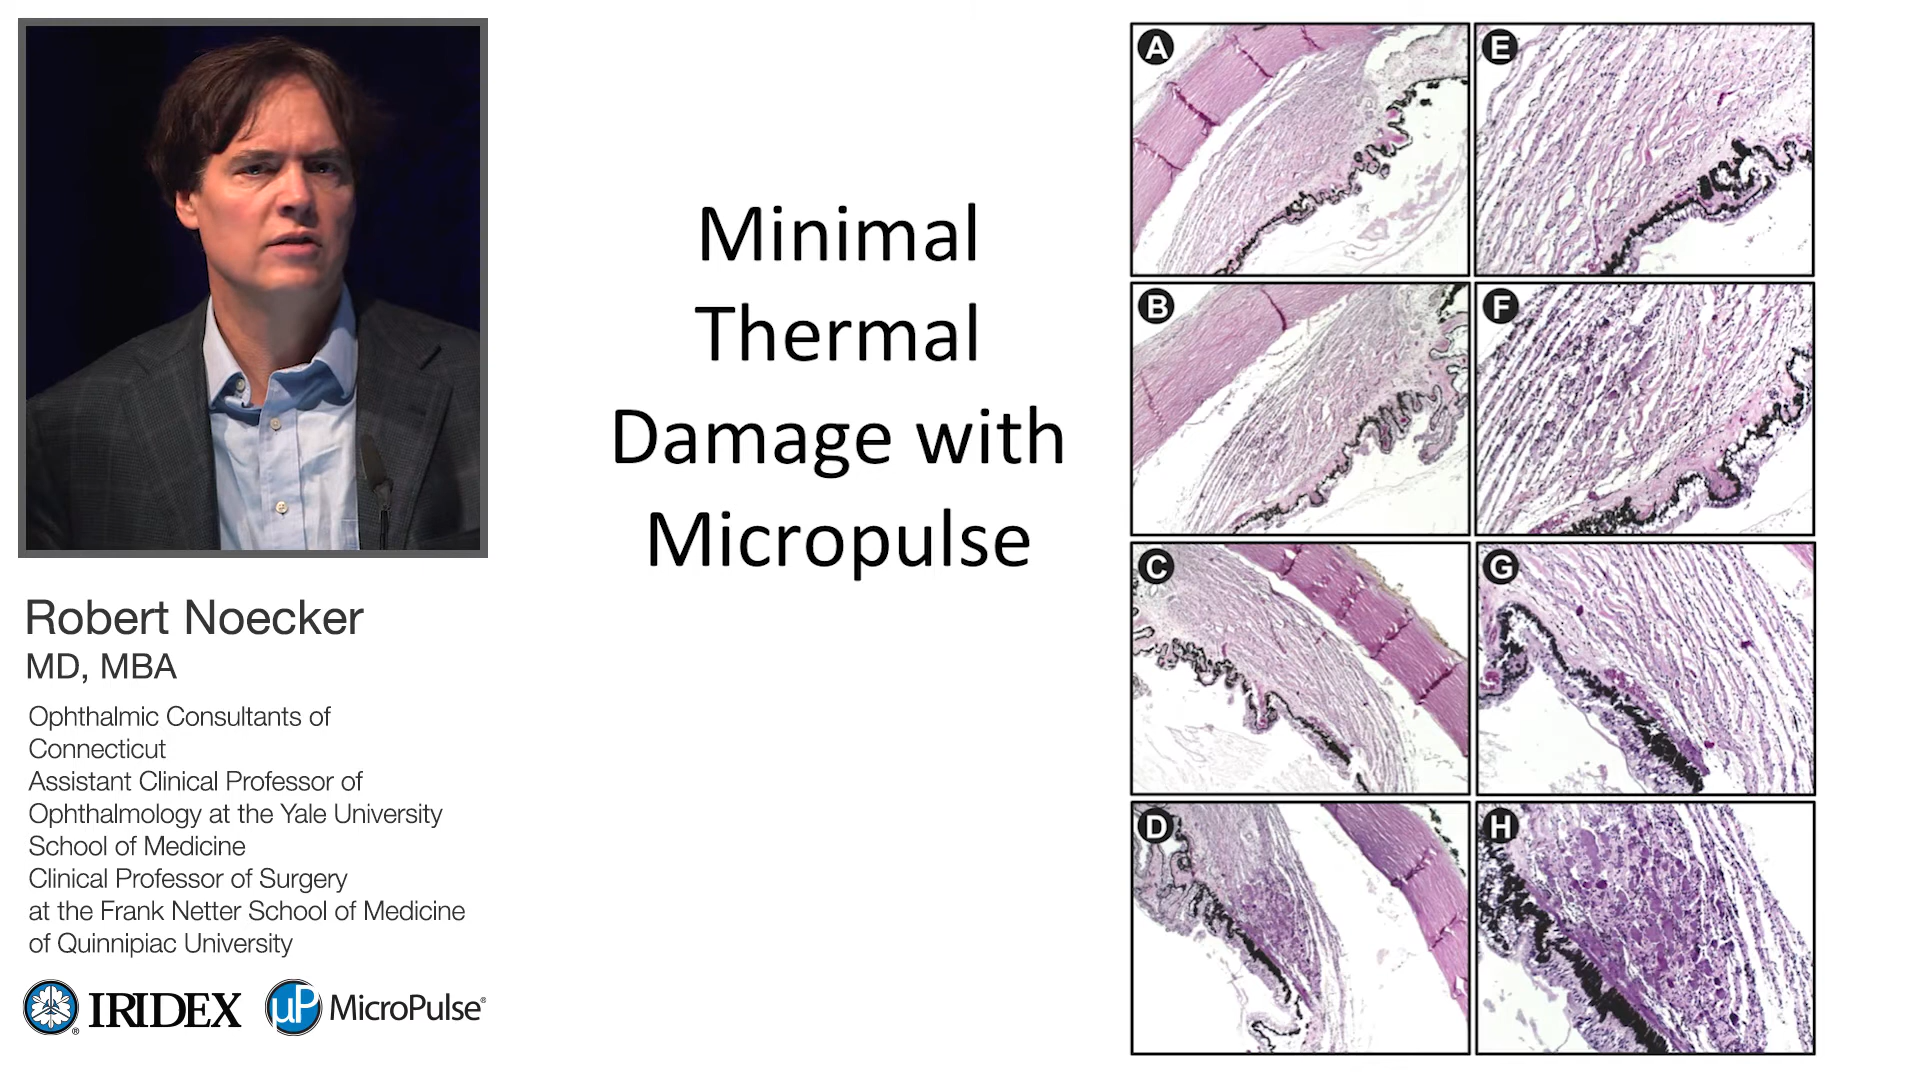 Minimal
Thermal
Damage with
Micropulse
Robert Noecker
MD, MBA
Ophthalmic Consultants of
Connecticut
Assistant Clinical Professor of
Ophthalmology at the Yale University
School of Medicine
Clinical Professor of Surgery
at the Frank Netter School of Medicine
of Quinnipiac University
IRIDEX®
µP MicroPulse®
A
E
B
F
C
G
D
H